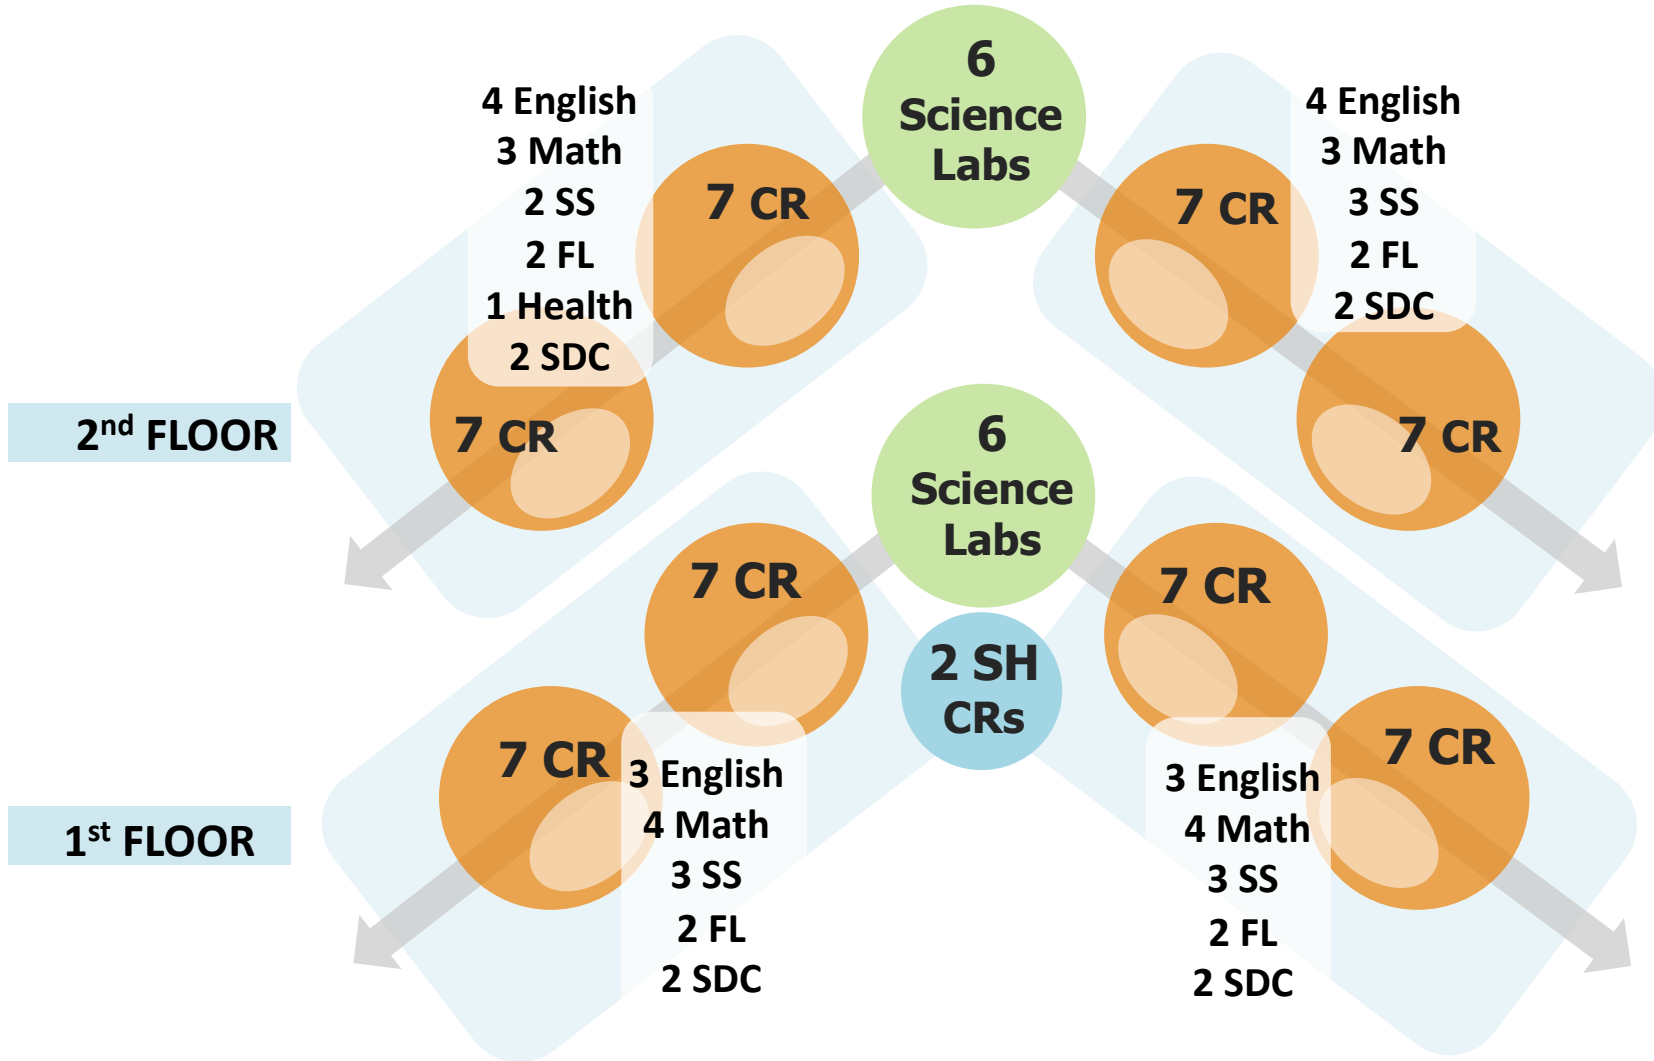 6
Science
Labs
4 English
3 Math
2 SS
2 FL
1 Health
2 SDC
7 CR
7 CR
7 CR
4 English
3 Math
3 SS
2 FL
2 SDC
7 CR
2nd FLOOR
6
Science
Labs
2 SH
CRs
7 CR
7 CR
3 English
4 Math
3 SS
2 FL
2 SDC
7 CR
7 CR
3 English
4 Math
3 SS
2 FL
2 SDC
1st FLOOR